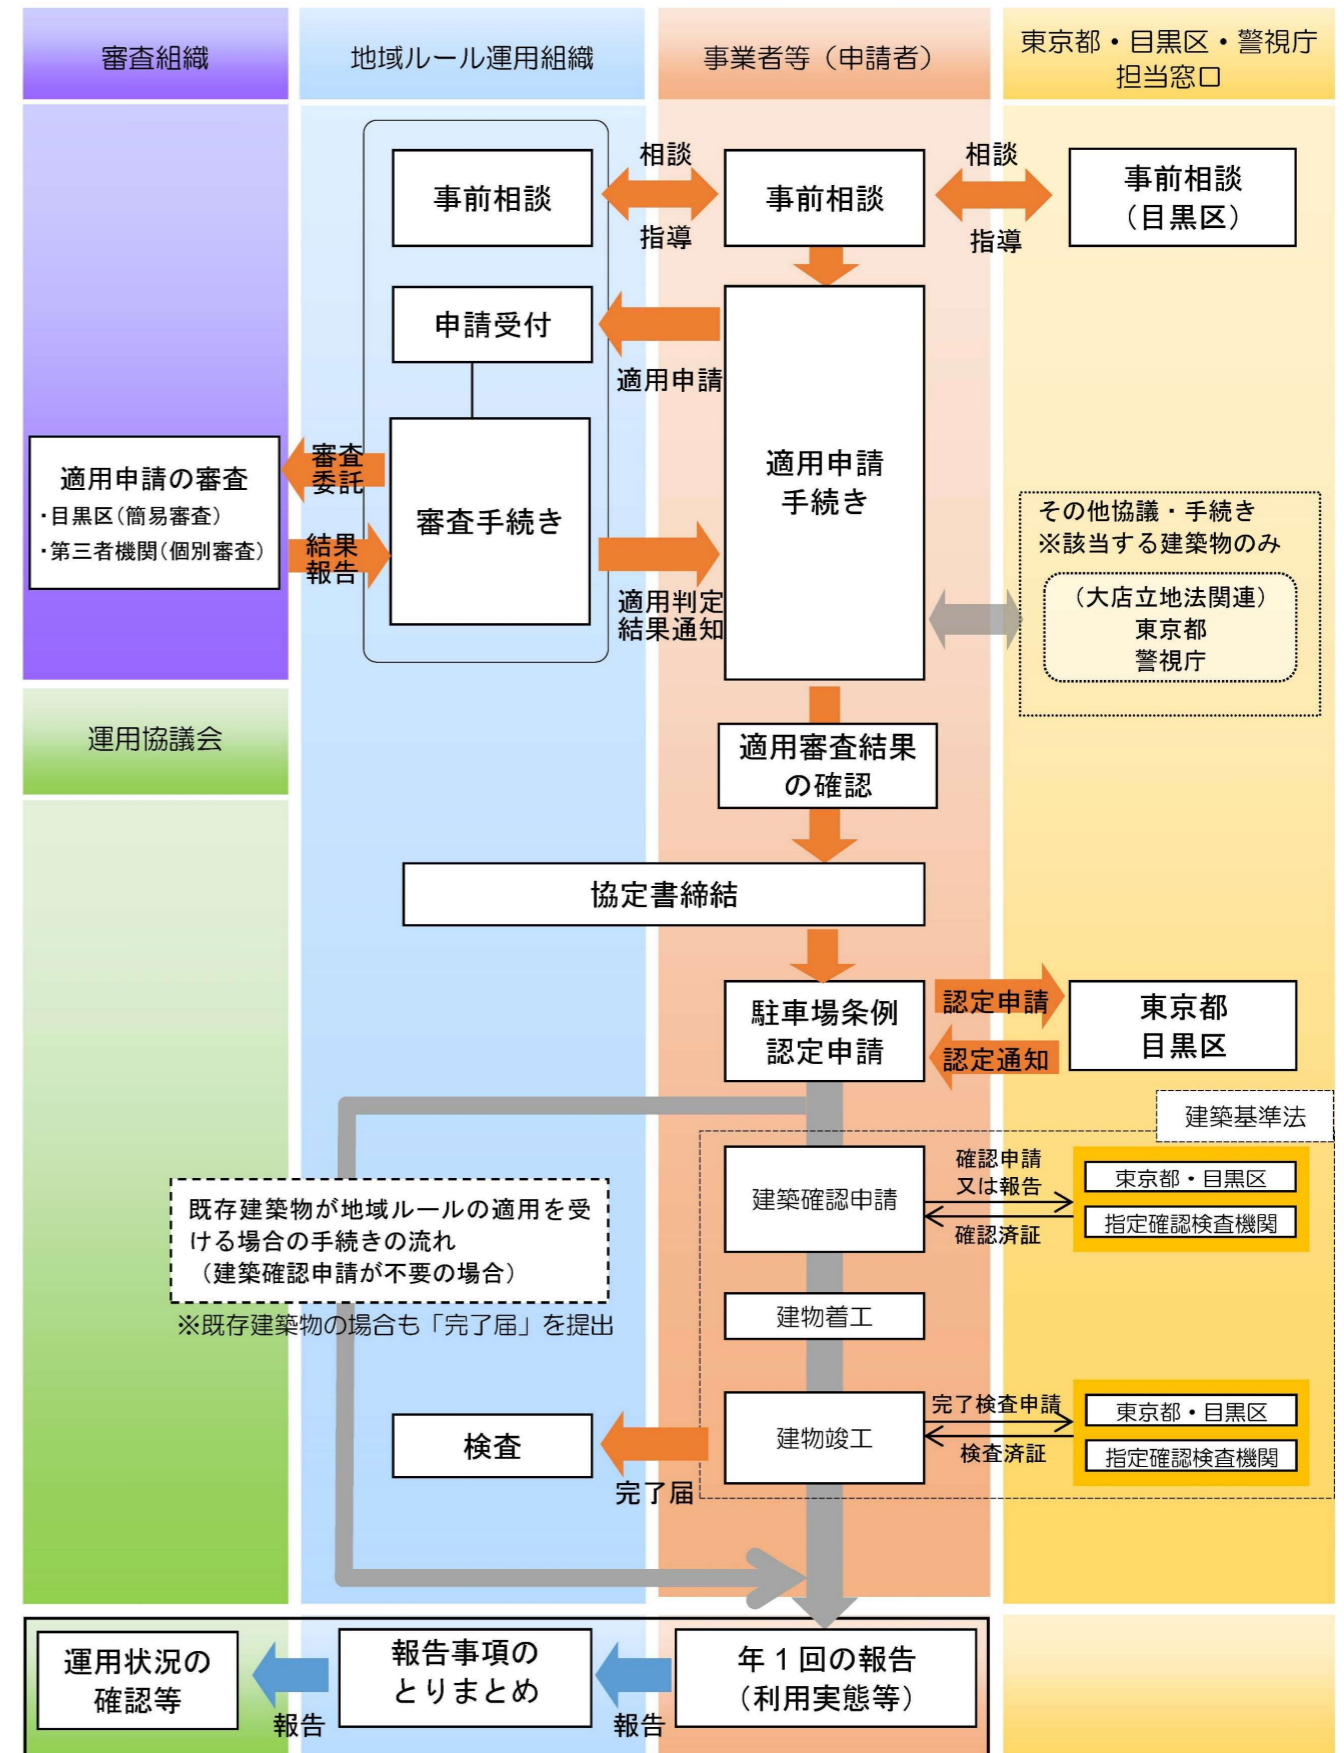 審査組織
地域ルール運用組織
事業者等（申請者）
東京都・目黒区・警視庁
担当窓口
事前相談
相談
指導
事前相談
相談
指導
事前相談
（目黒区）
申請受付
適用申請
適用申請
手続き
審査手続き
審査
委託
結果
報告
適用申請の審査
・目黒区（簡易審査）
・第三者機関（個別審査）
適用判定
結果通知
その他協議・手続き
※該当する建築物のみ
（大店立地法関連）
東京都
警視庁
運用協議会
適用審査結果
の確認
協定書締結
駐車場条例
認定申請
認定申請
認定通知
東京都
目黒区
建築基準法
建築確認申請
確認申請
又は報告
確認済証
東京都・目黒区
指定確認検査機関
既存建築物が地域ルールの適用を受
ける場合の手続きの流れ
（建築確認申請が不要の場合）
※既存建築物の場合も「完了届」を提出
建物着工
建物竣工
完了検査申請
検査済証
東京都・目黒区
指定確認検査機関
検査
完了届
運用状況の
確認等
報告
報告事項の
とりまとめ
報告
年１回の報告
（利用実態等）